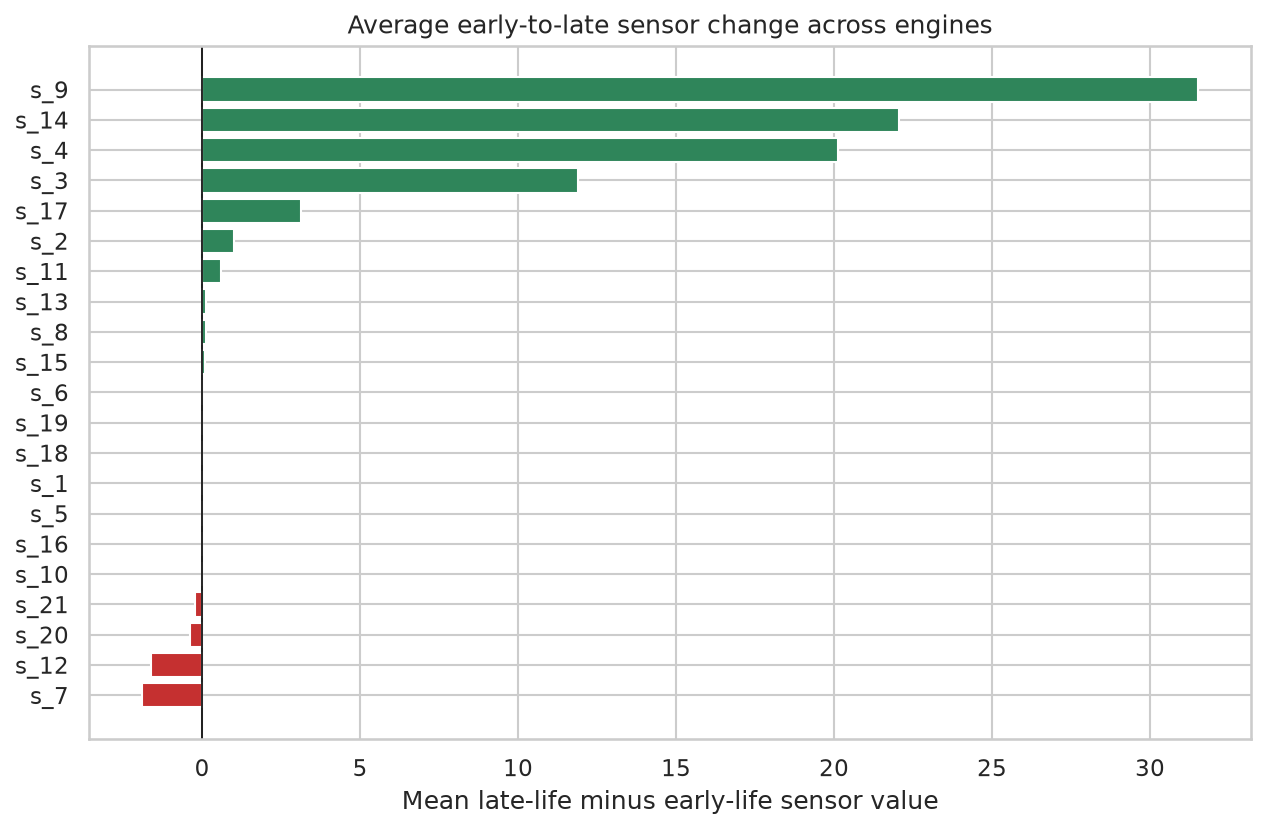 Average early-to-late sensor change across engines
s_9
s_14
s_4
s_3
s_17
s_2
s_11
s_13
s_8
s_15
s_6
s_19
s_18
s_1
s_5
s_16
s_10
s_21
s_20
s_12
s_7
0 5 10 15 20 25 30
Mean late-life minus early-life sensor value